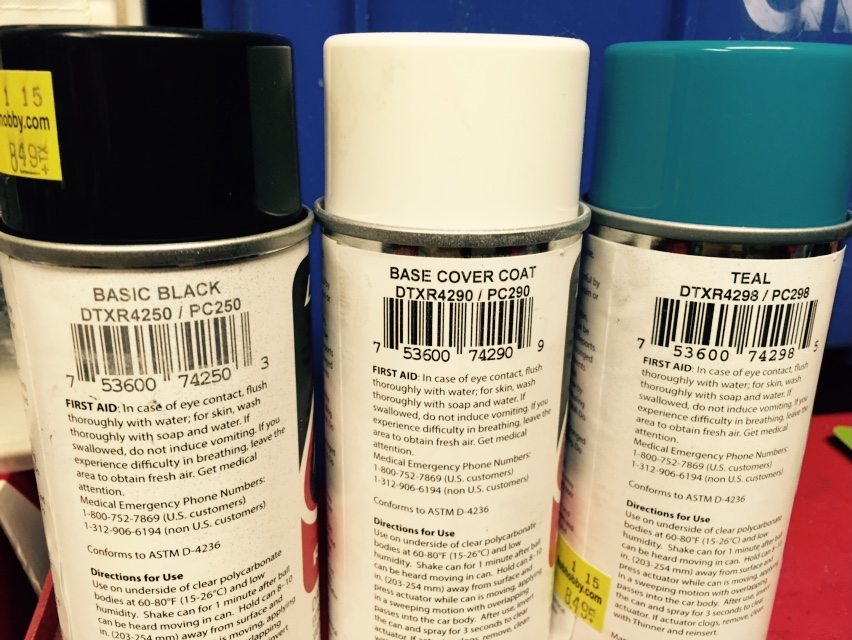 1 15
hobby.com
849
BASIC BLACK
DTXR4250 / PC250
7 53600 74250 3
FIRST AID: In case of eye contact, flush
thoroughly with water; for skin, wash
thoroughly with soap and water. If
swallowed, do not induce vomiting. If you
experience difficulty in breathing, leave the
area to obtain fresh air. Get medical
attention.
Medical Emergency Phone Numbers:
1-800-752-7869 (U.S. customers)
1-312-906-6194 (non U.S. customers)
Conforms to ASTM D-4236
Directions for Use
Use on underside of clear polycarbonate
bodies at 60-80°F (15-26°C) and low
humidity. Shake can for 1 minute after ball
can be heard moving in can. Hold can 8-10
in. (203-254 mm) away from surface and
press actuator while can is moving, applying
BASE COVER COAT
DTXR4290 / PC290
7 53600 74290 9
FIRST AID: In case of eye contact, flush
thoroughly with water; for skin, wash
thoroughly with soap and water. If
swallowed, do not induce vomiting. If you
experience difficulty in breathing, leave the
area to obtain fresh air. Get medical
attention.
Medical Emergency Phone Numbers:
1-800-752-7869 (U.S. customers)
1-312-906-6194 (non U.S. customers)
Conforms to ASTM D-4236
Directions for Use
Use on underside of clear polycarbonate
bodies at 60-80°F (15-26°C) and low
humidity. Shake can for 1 minute after ball
can be heard moving in can. Hold can 8-10
in. (203-254 mm) away from surface and
press actuator while can is moving, applying
in a sweeping motion with overlapping
passes into the car body. After use, invert
the can and spray for 3 seconds to clear
actuator. If actuator clogs, remove, clean
TEAL
DTXR4298 / PC298
7 53600 74298 5
FIRST AID: In case of eye contact, flush
thoroughly with water; for skin, wash
thoroughly with soap and water. If
swallowed, do not induce vomiting. If you
experience difficulty in breathing, leave the
area to obtain fresh air. Get medical
attention.
Medical Emergency Phone Numbers:
1-800-752-7869 (U.S. customers)
1-312-906-6194 (non U.S. customers)
Conforms to ASTM D-4236
Directions for Use
Use on underside of clear polycarbonate
bodies at 60-80°F (15-26°C) and low
humidity. Shake can for 1 minute after ball
can be heard moving in can. Hold can 8-10
in. (203-254 mm) away from surface and
press actuator while can is moving, applying
in a sweeping motion with overlapping
passes into the car body. After use, invert
the can and spray for 3 seconds to clear
actuator. If actuator clogs, remove, clean
with Thinner and reinsert.
1 15
hobby.com
849